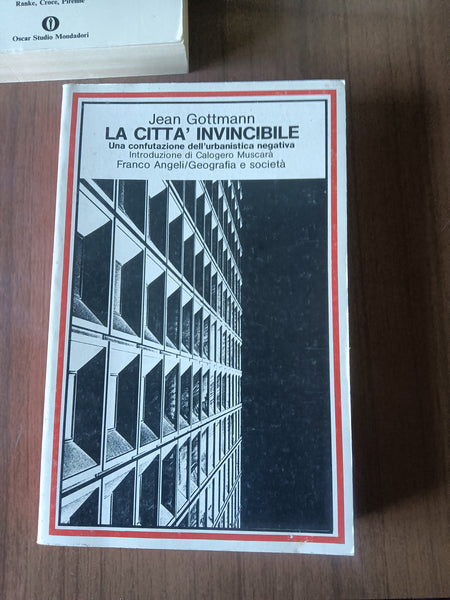 Ranke, Croce, Pirenne
Oscar Studio Mondadori
Jean Gottmann
LA CITTA' INVINCIBILE
Una confutazione dell'urbanistica negativa
Introduzione di Calogero Muscarà
Franco Angeli/Geografia e società